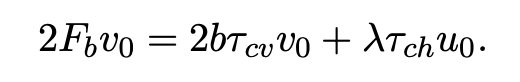 2F_b v_0 = 2bτ_{cv} v_0 + λτ_{ch} u_0.